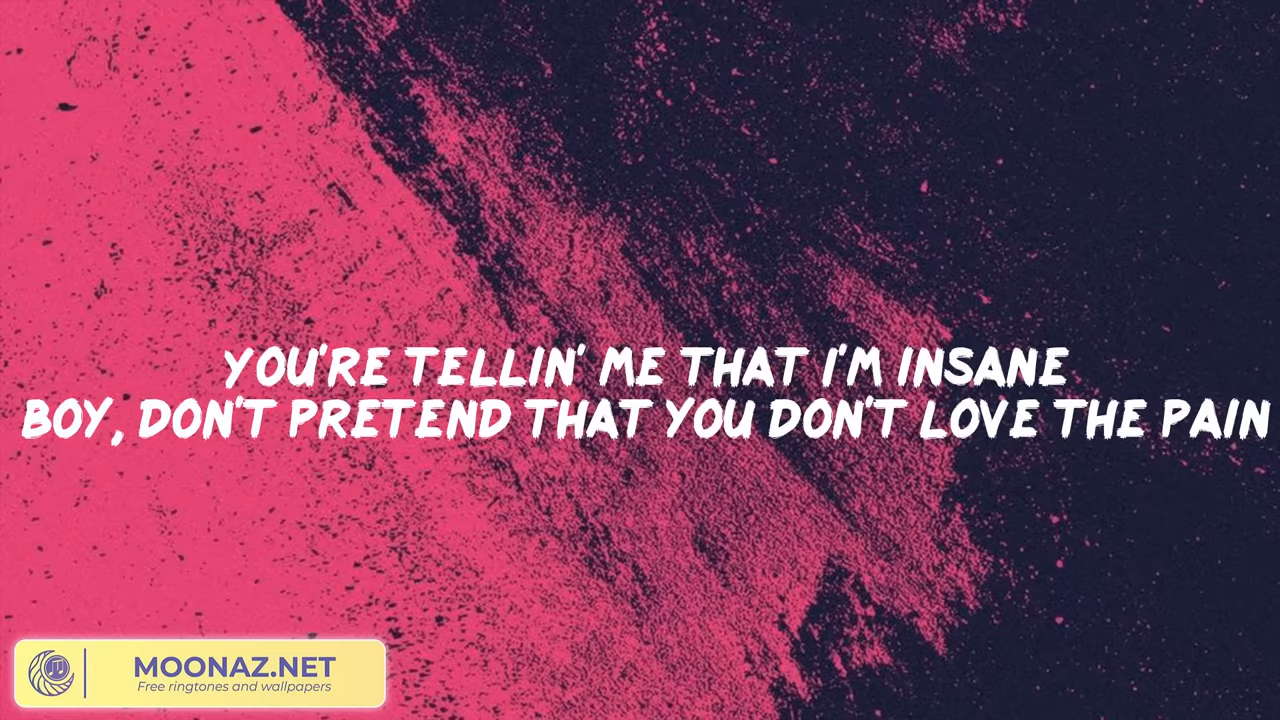 YOU'RE TELLIN' ME THAT I'M INSANE
BOY, DON'T PRETEND THAT YOU DON'T LOVE THE PAIN
MOONAZ.NET
Free ringtones and wallpapers